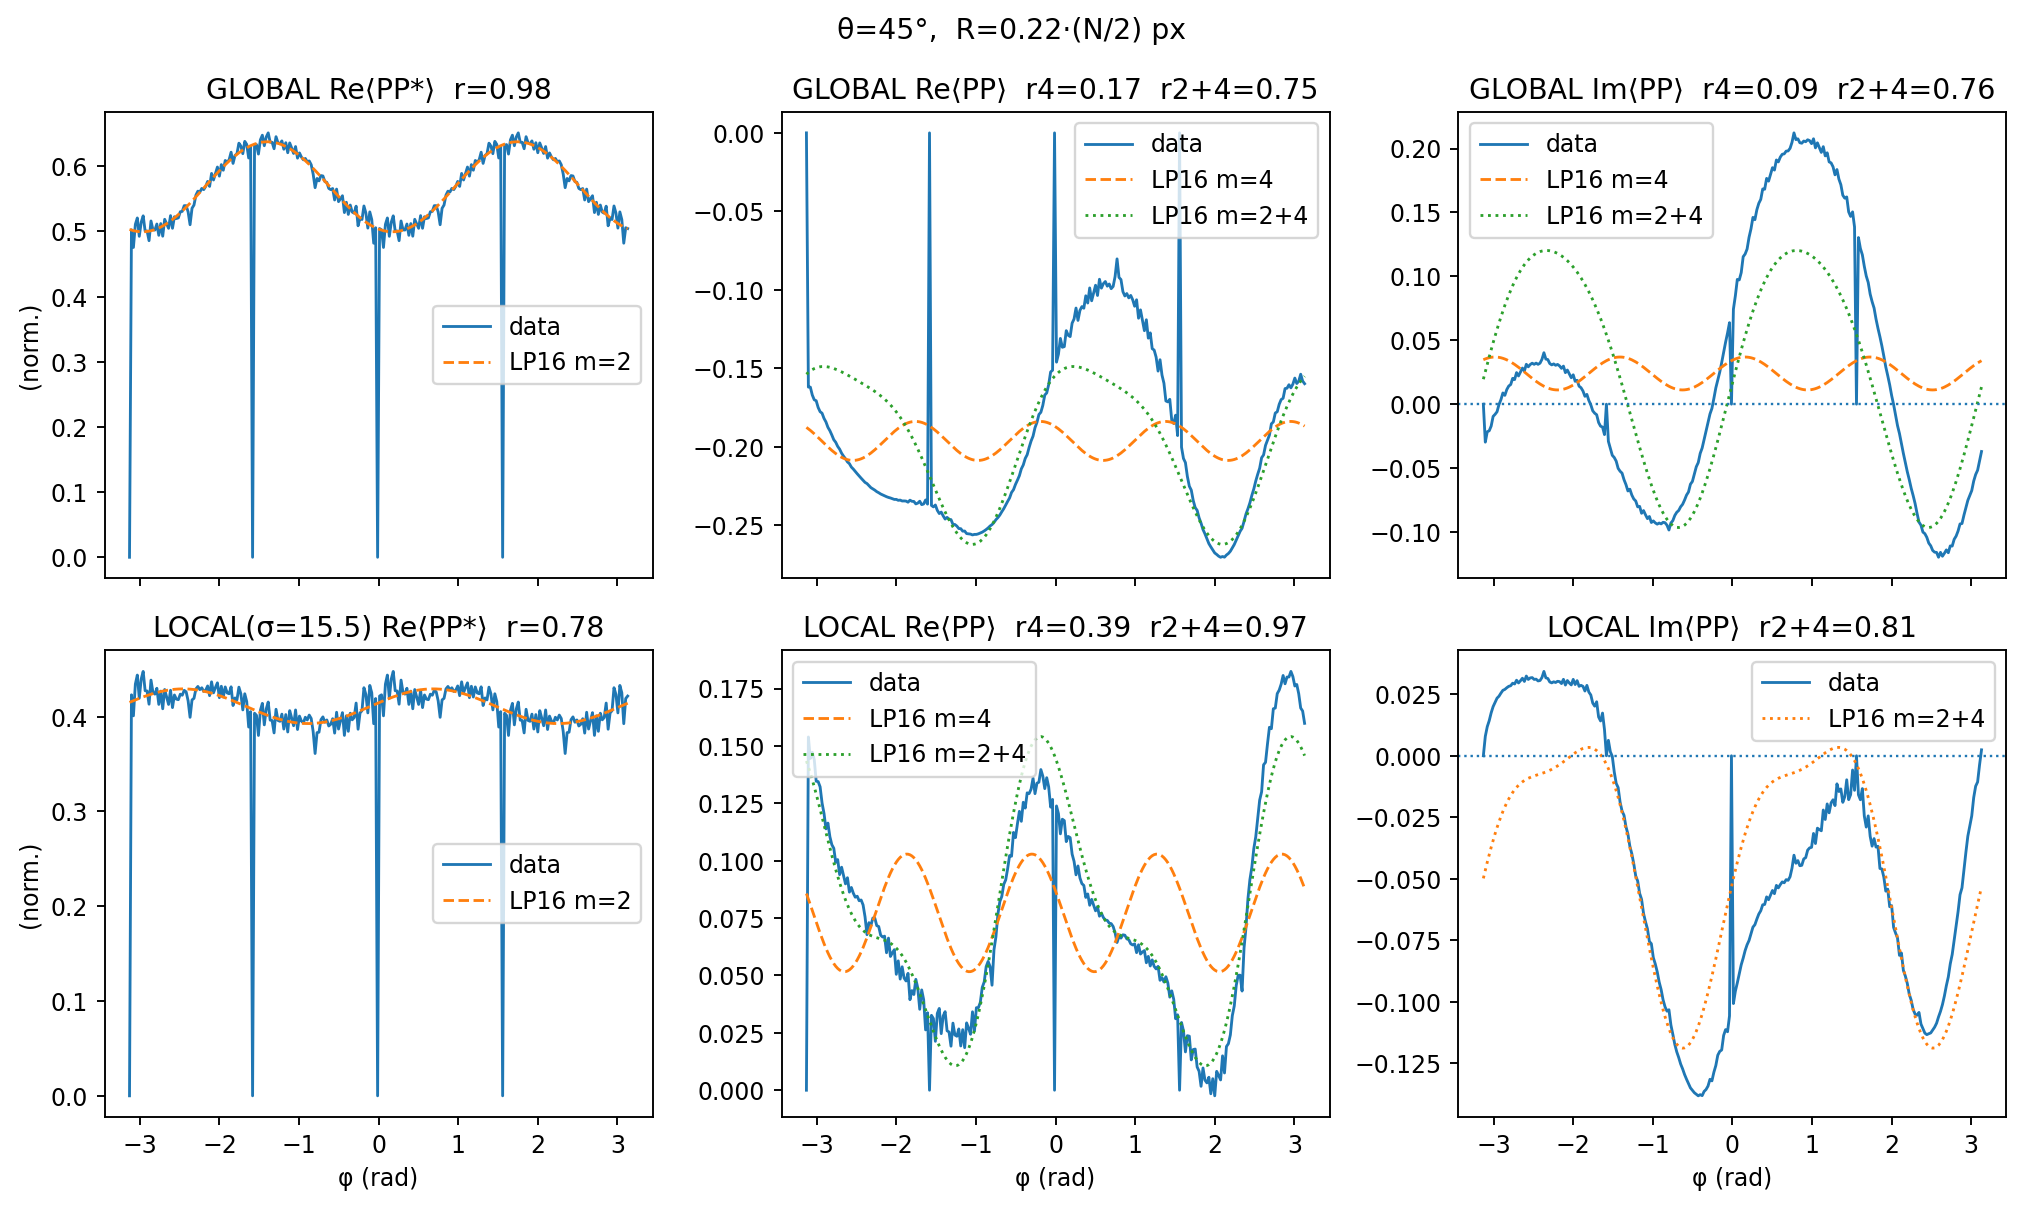 θ=45°,  R=0.22·(N/2) px
GLOBAL Re⟨PP*⟩  r=0.98
0.6
0.5
0.4
0.3
0.2
0.1
0.0
(norm.)
data
LP16 m=2
GLOBAL Re⟨PP⟩  r4=0.17  r2+4=0.75
0.00
−0.05
−0.10
−0.15
−0.20
−0.25
data
LP16 m=4
LP16 m=2+4
GLOBAL Im⟨PP⟩  r4=0.09  r2+4=0.76
0.20
0.15
0.10
0.05
0.00
−0.05
−0.10
data
LP16 m=4
LP16 m=2+4
LOCAL(σ=15.5) Re⟨PP*⟩  r=0.78
0.4
0.3
0.2
0.1
0.0
(norm.)
data
LP16 m=2
−3 −2 −1 0 1 2 3
φ (rad)
LOCAL Re⟨PP⟩  r4=0.39  r2+4=0.97
0.175
0.150
0.125
0.100
0.075
0.050
0.025
0.000
data
LP16 m=4
LP16 m=2+4
−3 −2 −1 0 1 2 3
φ (rad)
LOCAL Im⟨PP⟩  r2+4=0.81
0.025
0.000
−0.025
−0.050
−0.075
−0.100
−0.125
data
LP16 m=2+4
−3 −2 −1 0 1 2 3
φ (rad)